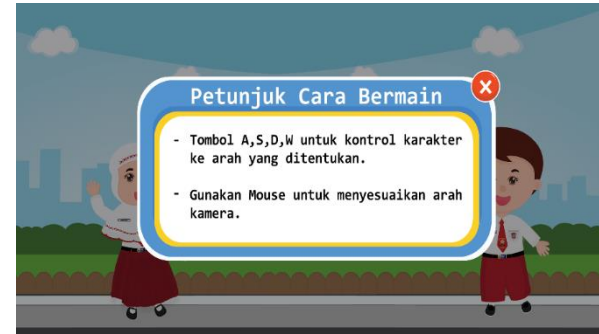 Petunjuk Cara Bermain
- Tombol A,S,D,W untuk kontrol karakter
ke arah yang ditentukan.
- Gunakan Mouse untuk menyesuaikan arah
kamera.